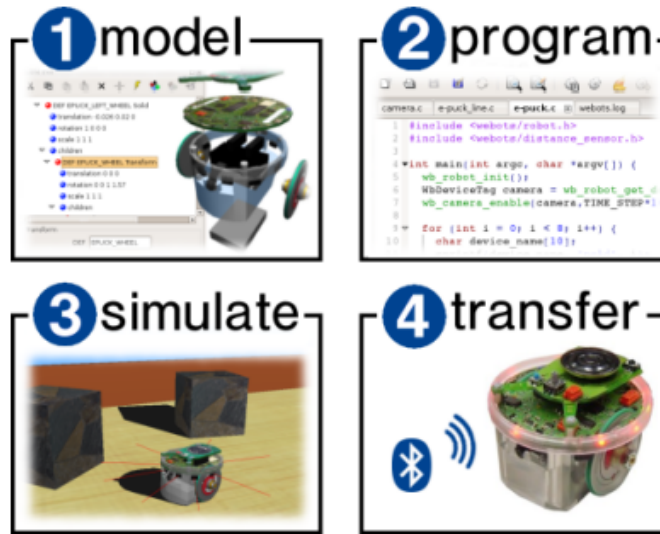 1 model
DEF EPUCK_LEFT_WHEEL Solid
translation -0.026 0.02 0
rotation 1 0 0 0
scale 1 1 1
children
DEF EPUCK_WHEEL Transform
translation 0 0 0
rotation 0 0 1 1.57
scale 1 1 1
children
DEF: EPUCK_WHEEL
2 program
camera.c e-puck_line.c e-puck.c webots.log
1 #include <webots/robot.h>
2 #include <webots/distance_sensor.h>
3
4 int main(int argc, char *argv[]) {
5 wb_robot_init();
6 WbDeviceTag camera = wb_robot_get_d
7 wb_camera_enable(camera,TIME_STEP*1
8
9 for (int i = 0; i < 8; i++) {
10 char device_name[10];
3 simulate
4 transfer